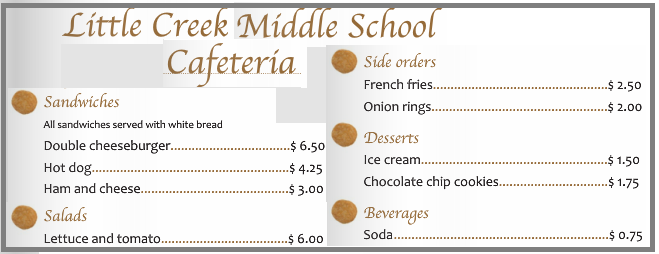 Little Creek Middle School
Cafeteria
Sandwiches
All sandwiches served with white bread
Double cheeseburger..............................$ 6.50
Hot dog.......................................................$ 4.25
Ham and cheese........................................$ 3.00
Salads
Lettuce and tomato..................................$ 6.00
Side orders
French fries..............................................$ 2.50
Onion rings...............................................$ 2.00
Desserts
Ice cream..................................................$ 1.50
Chocolate chip cookies.............................$ 1.75
Beverages
Soda..........................................................$ 0.75